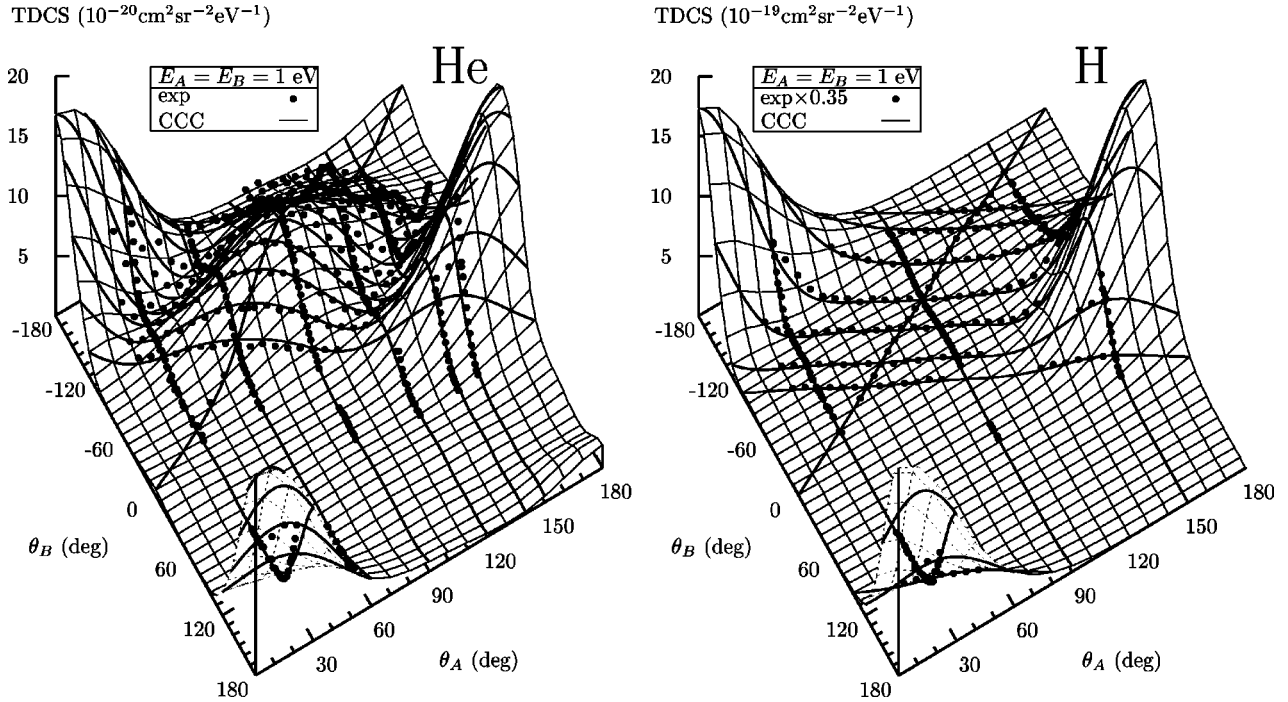 TDCS (10⁻²⁰cm²sr⁻²eV⁻¹)
He
E_A = E_B = 1 eV
exp
CCC
20
15
10
5
-180
-120
-60
0
60
120
180
θ_B (deg)
30
60
90
120
150
180
θ_A (deg)
TDCS (10⁻¹⁹cm²sr⁻²eV⁻¹)
H
E_A = E_B = 1 eV
exp×0.35
CCC
20
15
10
5
-180
-120
-60
0
60
120
180
θ_B (deg)
30
60
90
120
150
180
θ_A (deg)